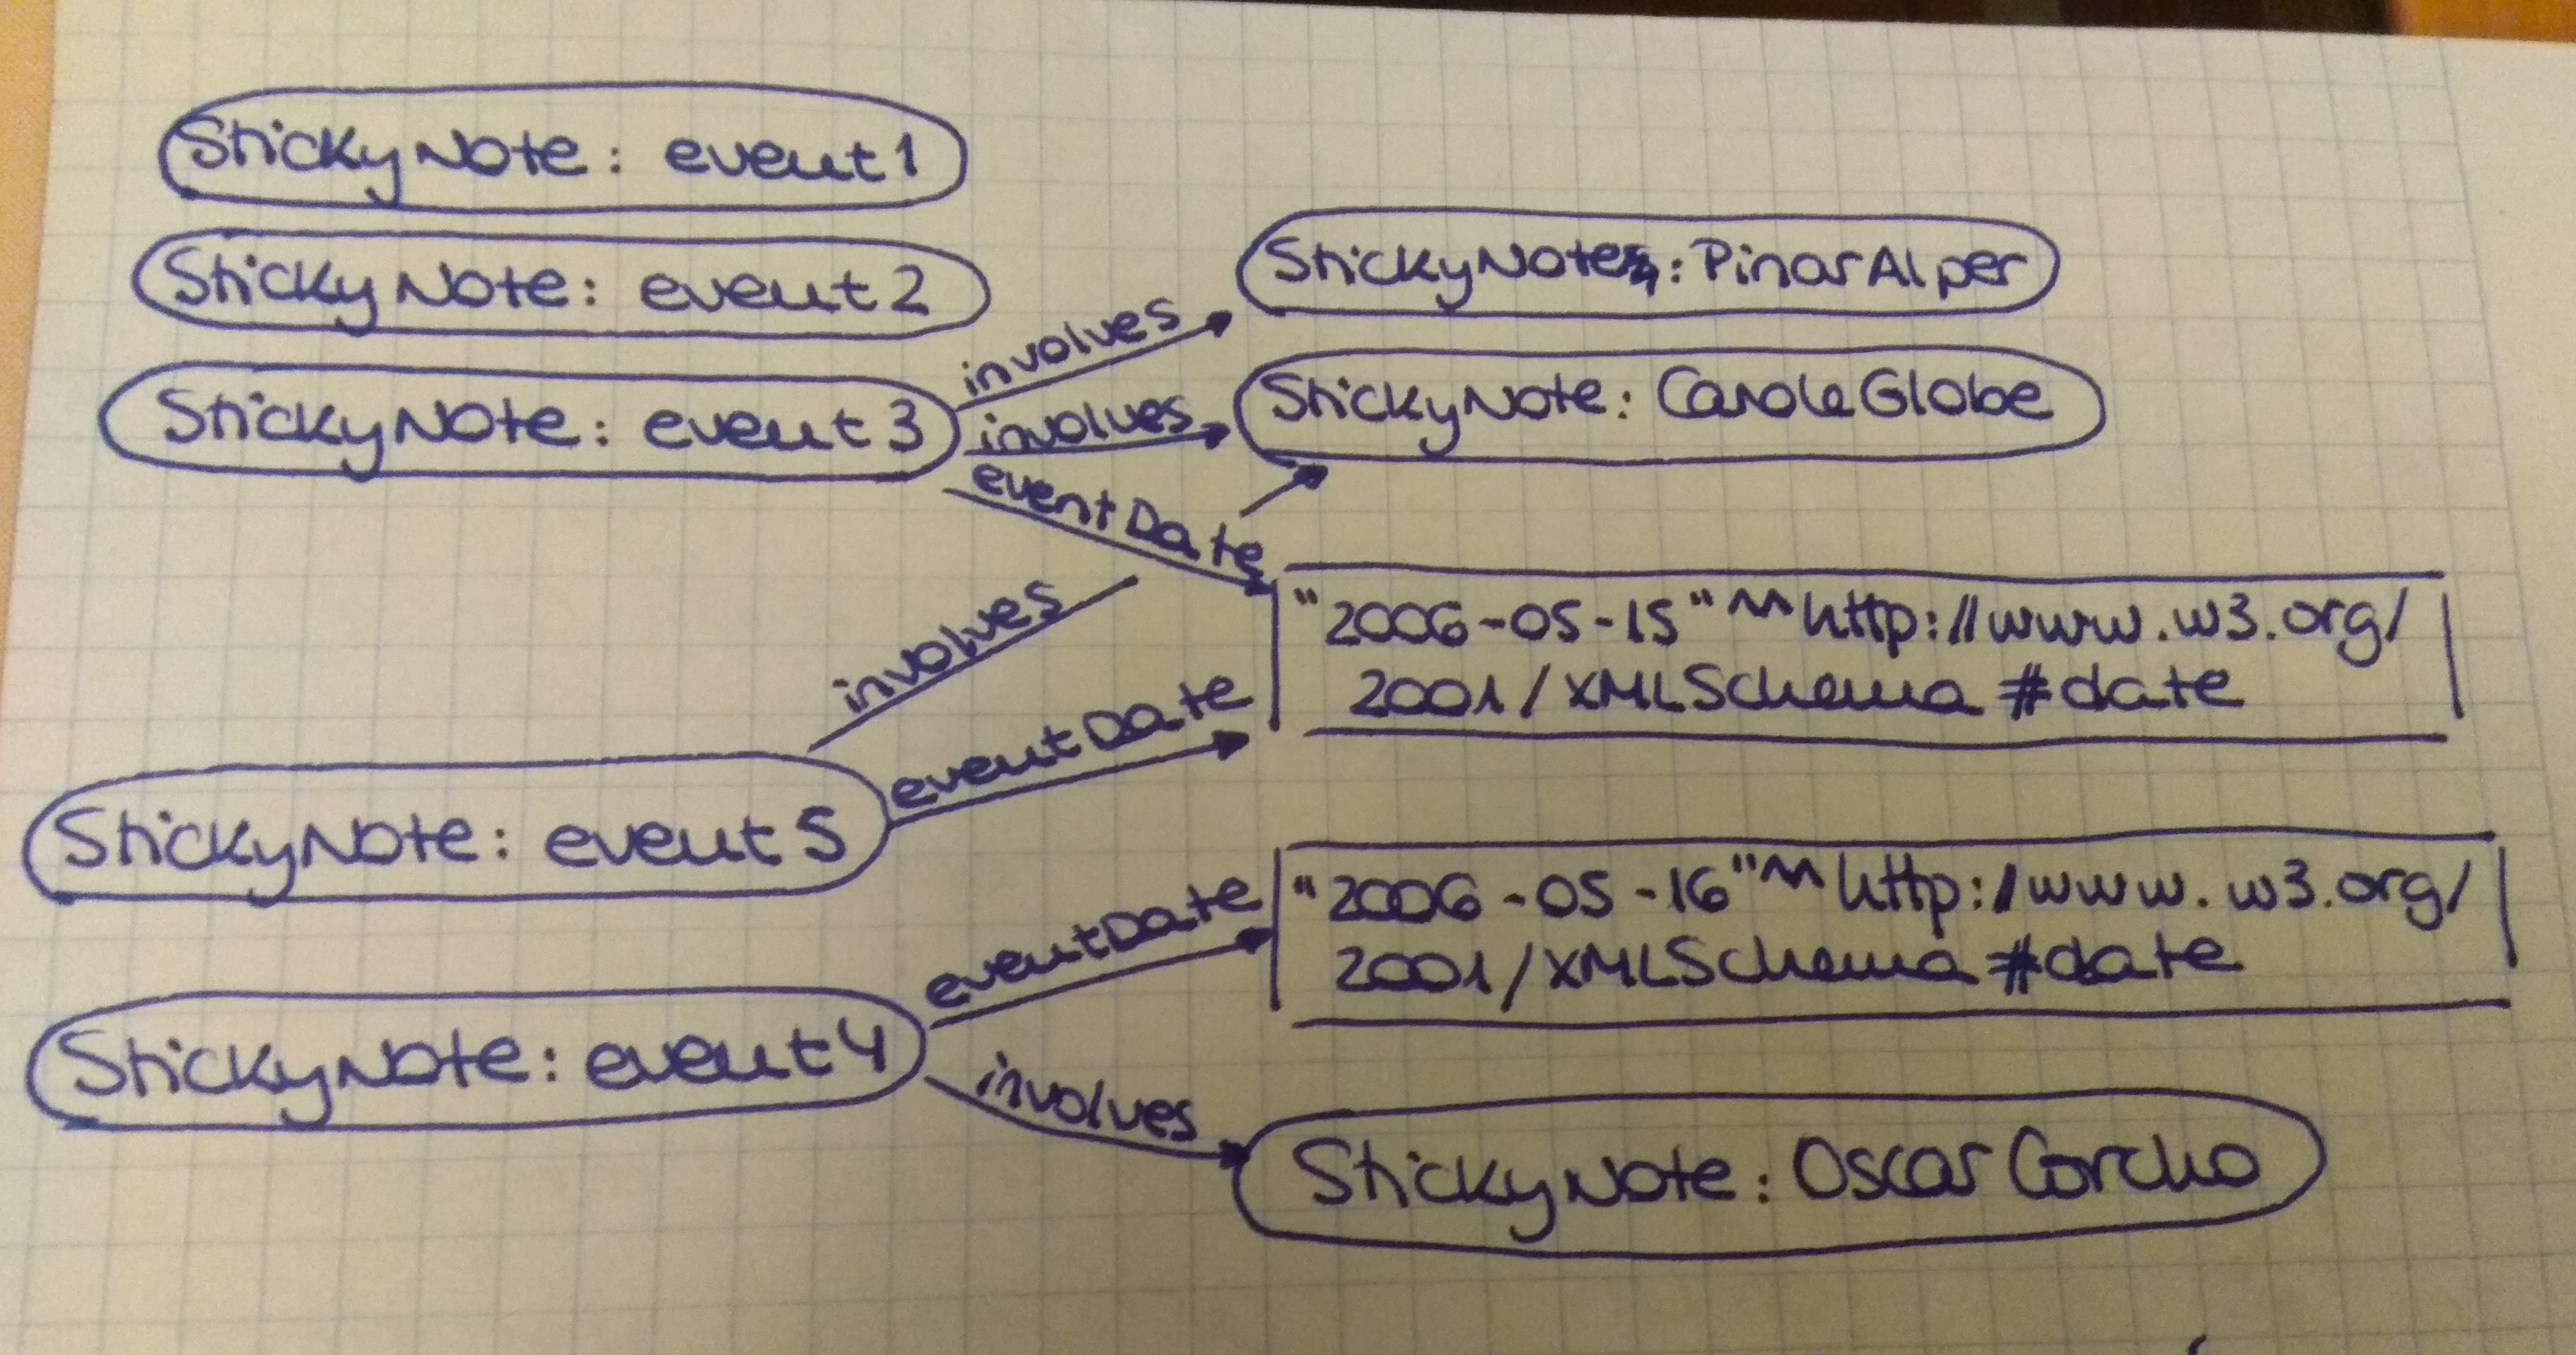 StickyNote: event1
StickyNote: event2
StickyNote: PinarAlper
involves
StickyNote: event3
involves
StickyNote: CaroleGlobe
eventDate
involves
"2006-05-15"^^http://www.w3.org/
2001/XMLSchema#date
eventDate
StickyNote: event5
eventDate
"2006-05-16"^^http://www.w3.org/
2001/XMLSchema#date
StickyNote: event4
involves
StickyNote: OscarCorcho